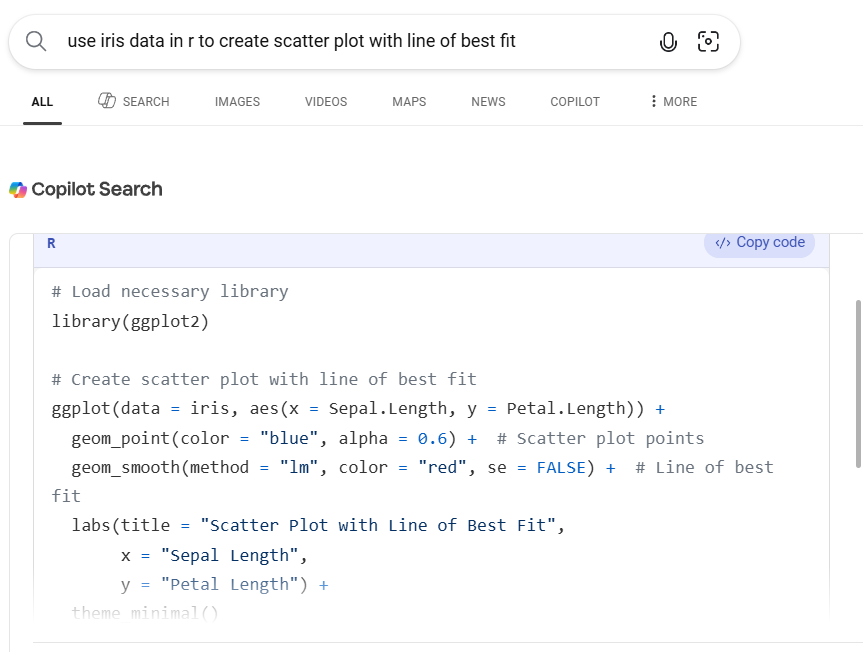 use iris data in r to create scatter plot with line of best fit
ALL SEARCH IMAGES VIDEOS MAPS NEWS COPILOT MORE
Copilot Search
R </> Copy code
# Load necessary library
library(ggplot2)
# Create scatter plot with line of best fit
ggplot(data = iris, aes(x = Sepal.Length, y = Petal.Length)) +
  geom_point(color = "blue", alpha = 0.6) +  # Scatter plot points
  geom_smooth(method = "lm", color = "red", se = FALSE) +  # Line of best
fit
  labs(title = "Scatter Plot with Line of Best Fit",
       x = "Sepal Length",
       y = "Petal Length") +
  theme_minimal()